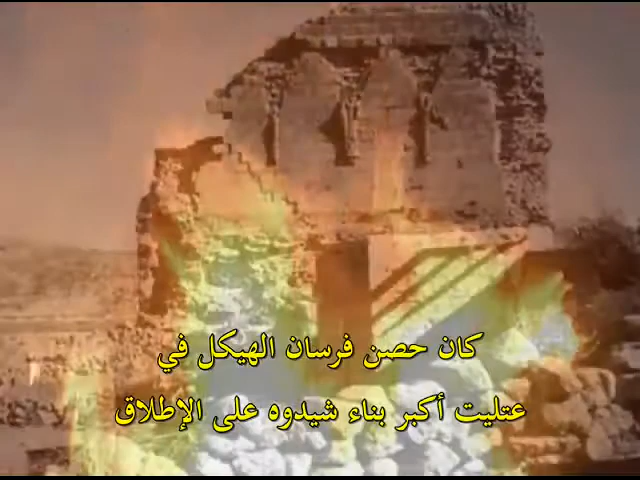 كان حصن فرسان الهيكل في
عتليت أكبر بناء شيدوه على الإطلاق